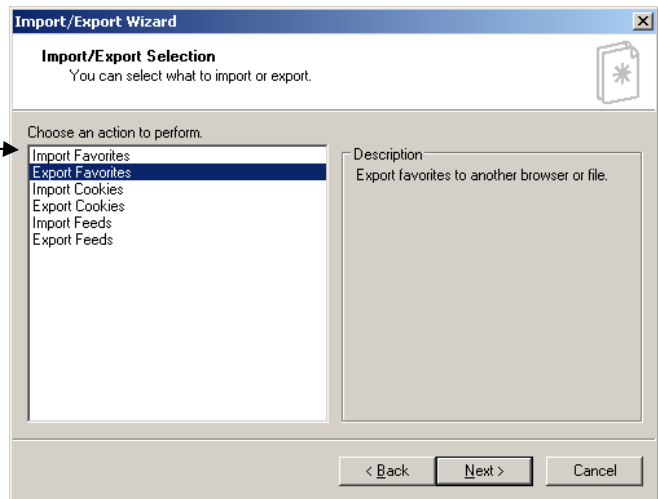 Import/Export Wizard
Import/Export Selection
You can select what to import or export.
Choose an action to perform.
Import Favorites
Export Favorites
Import Cookies
Export Cookies
Import Feeds
Export Feeds
Description
Export favorites to another browser or file.
< Back
Next >
Cancel